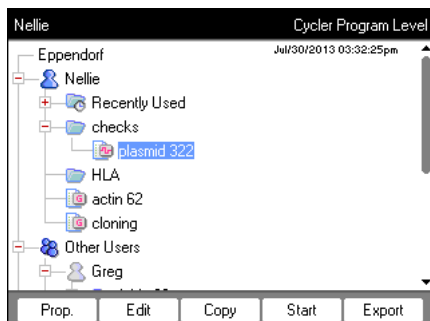 Nellie Cycler Program Level
Eppendorf Jul/30/2013 03:32:25pm
Nellie
Recently Used
checks
plasmid 322
HLA
actin 62
cloning
Other Users
Greg
Prop. Edit Copy Start Export